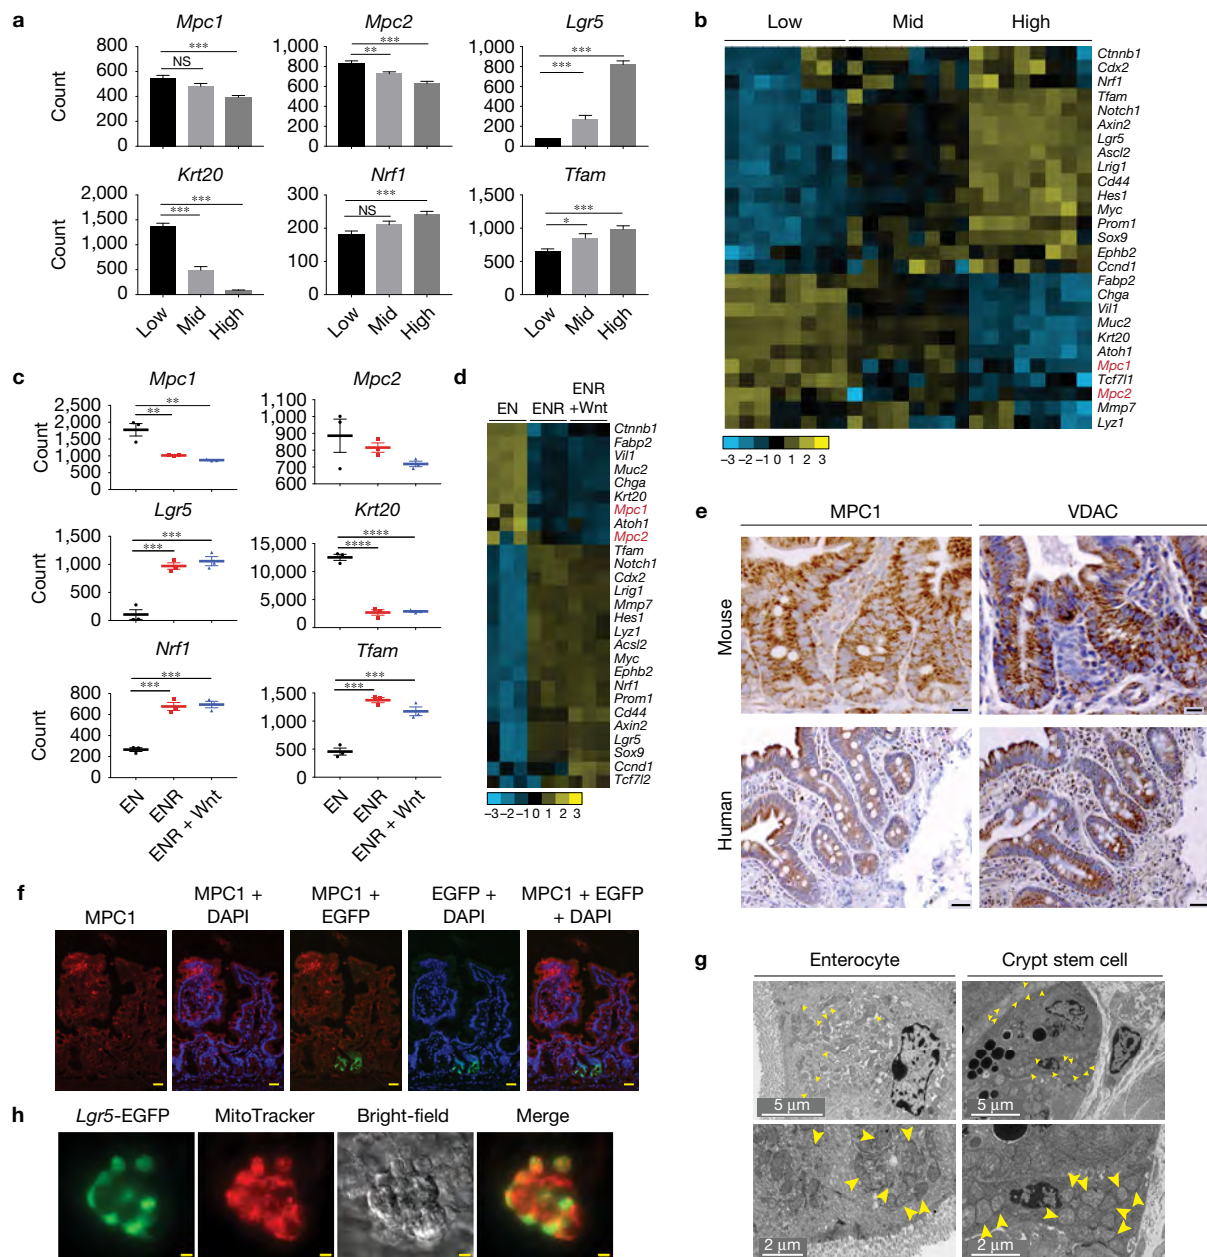 a
Mpc1
Mpc2
Lgr5
Count
800
600
400
200
0
***
NS
1,000
800
600
400
200
0
***
**
1,000
800
600
400
200
0
***
***
Krt20
Nrf1
Tfam
Count
2,000
1,500
1,000
500
0
***
***
300
200
100
0
***
NS
1,500
1,000
500
0
***
*
Low
Mid
High
Low
Mid
High
Low
Mid
High
b
Low
Mid
High
Ctnnb1
Cdx2
Nrf1
Tfam
Notch1
Axin2
Lgr5
Ascl2
Lrig1
Cd44
Hes1
Myc
Prom1
Sox9
Ephb2
Ccnd1
Fabp2
Chga
Vil1
Muc2
Krt20
Atoh1
Mpc1
Tcf7l1
Mpc2
Mmp7
Lyz1
−3 −2 −1 0 1 2 3
c
Mpc1
Mpc2
Count
2,500
2,000
1,500
1,000
500
0
**
**
1,100
1,000
900
800
700
600
Lgr5
Krt20
Count
1,500
1,000
500
0
***
***
15,000
10,000
5,000
0
****
****
Nrf1
Tfam
Count
800
600
400
200
0
***
***
1,500
1,000
500
0
***
***
EN
ENR
ENR + Wnt
EN
ENR
ENR + Wnt
d
EN
ENR
ENR
+Wnt
Ctnnb1
Fabp2
Vil1
Muc2
Chga
Krt20
Mpc1
Atoh1
Mpc2
Tfam
Notch1
Cdx2
Lrig1
Mmp7
Hes1
Lyz1
Acsl2
Myc
Ephb2
Nrf1
Prom1
Cd44
Axin2
Lgr5
Sox9
Ccnd1
Tcf7l2
−3 −2 −1 0 1 2 3
e
MPC1
VDAC
Mouse
Human
f
MPC1
MPC1 +
DAPI
MPC1 +
EGFP
EGFP +
DAPI
MPC1 + EGFP
+ DAPI
g
Enterocyte
Crypt stem cell
5 μm
5 μm
2 μm
2 μm
h
Lgr5-EGFP
MitoTracker
Bright-field
Merge